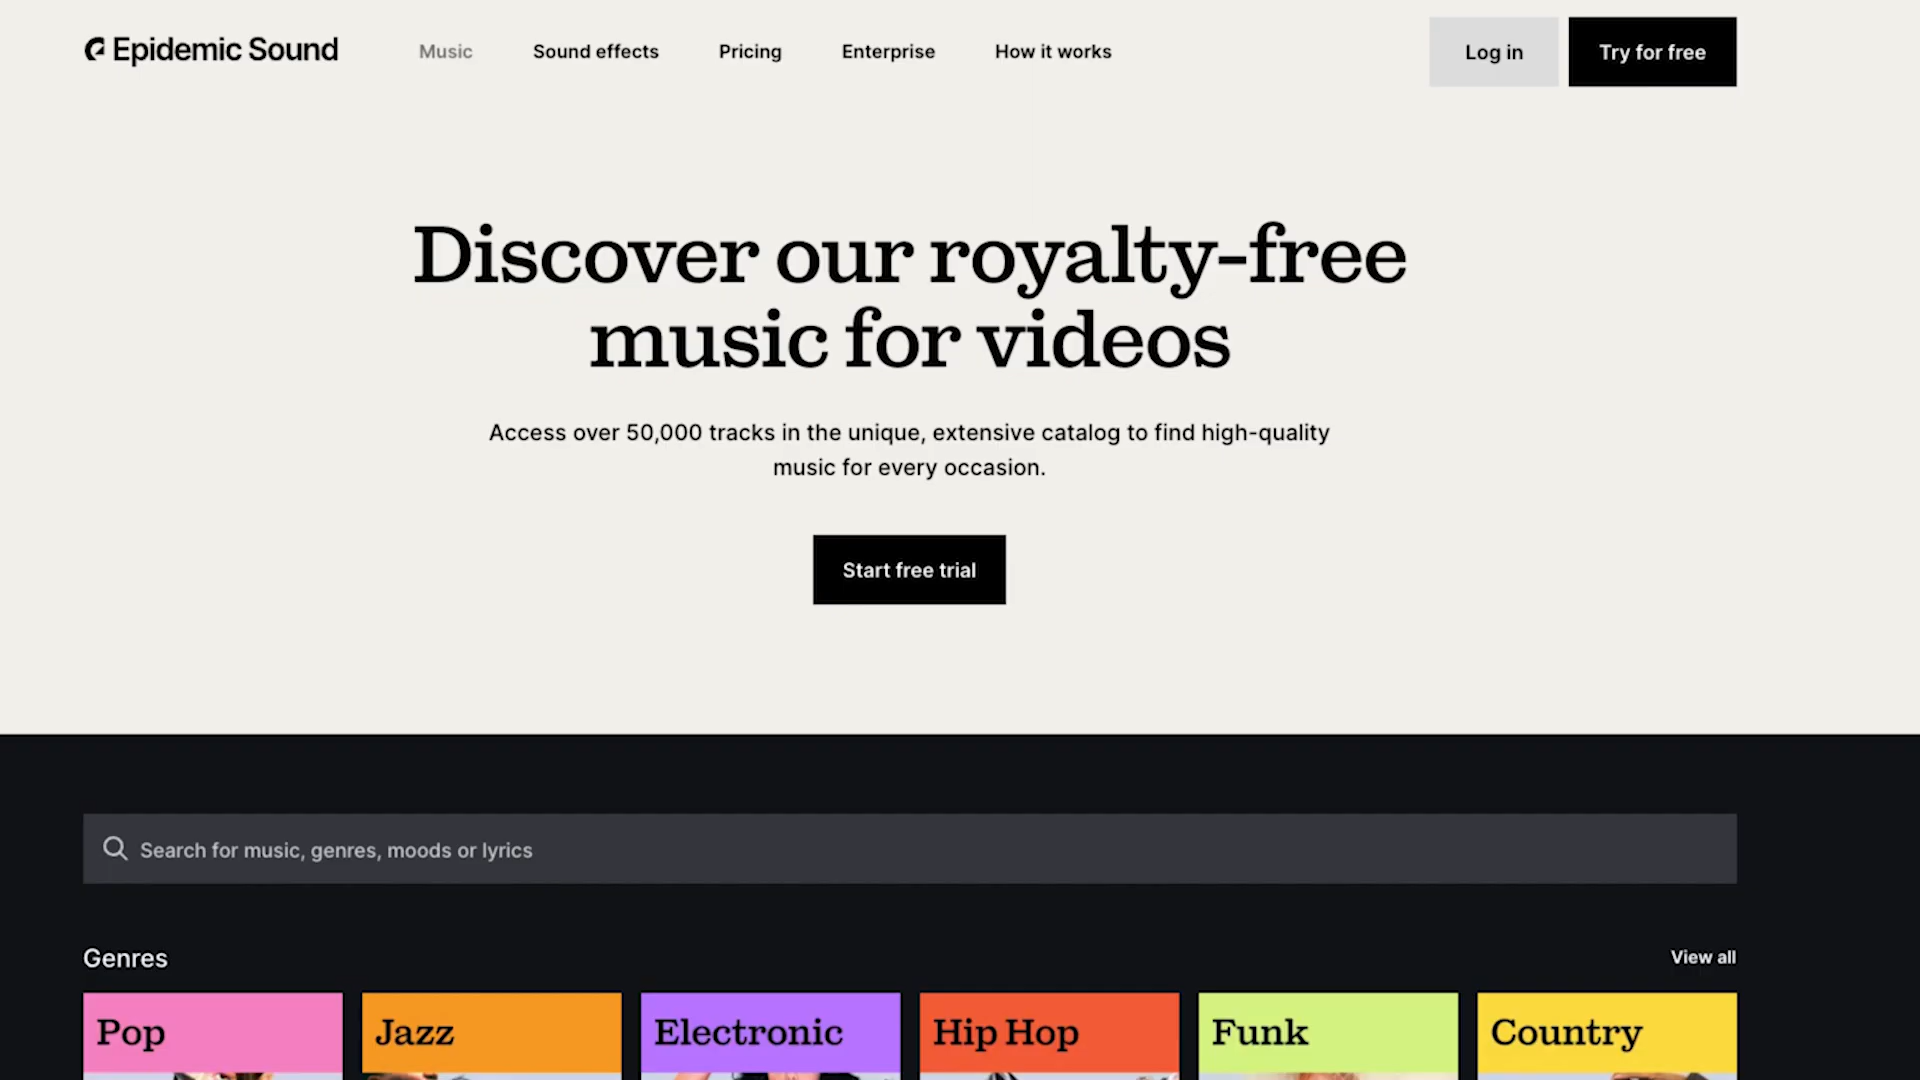 Epidemic Sound
Music
Sound effects
Pricing
Enterprise
How it works
Log in
Try for free
Discover our royalty-free
music for videos
Access over 50,000 tracks in the unique, extensive catalog to find high-quality
music for every occasion.
Start free trial
Search for music, genres, moods or lyrics
Genres
View all
Pop
Jazz
Electronic
Hip Hop
Funk
Country